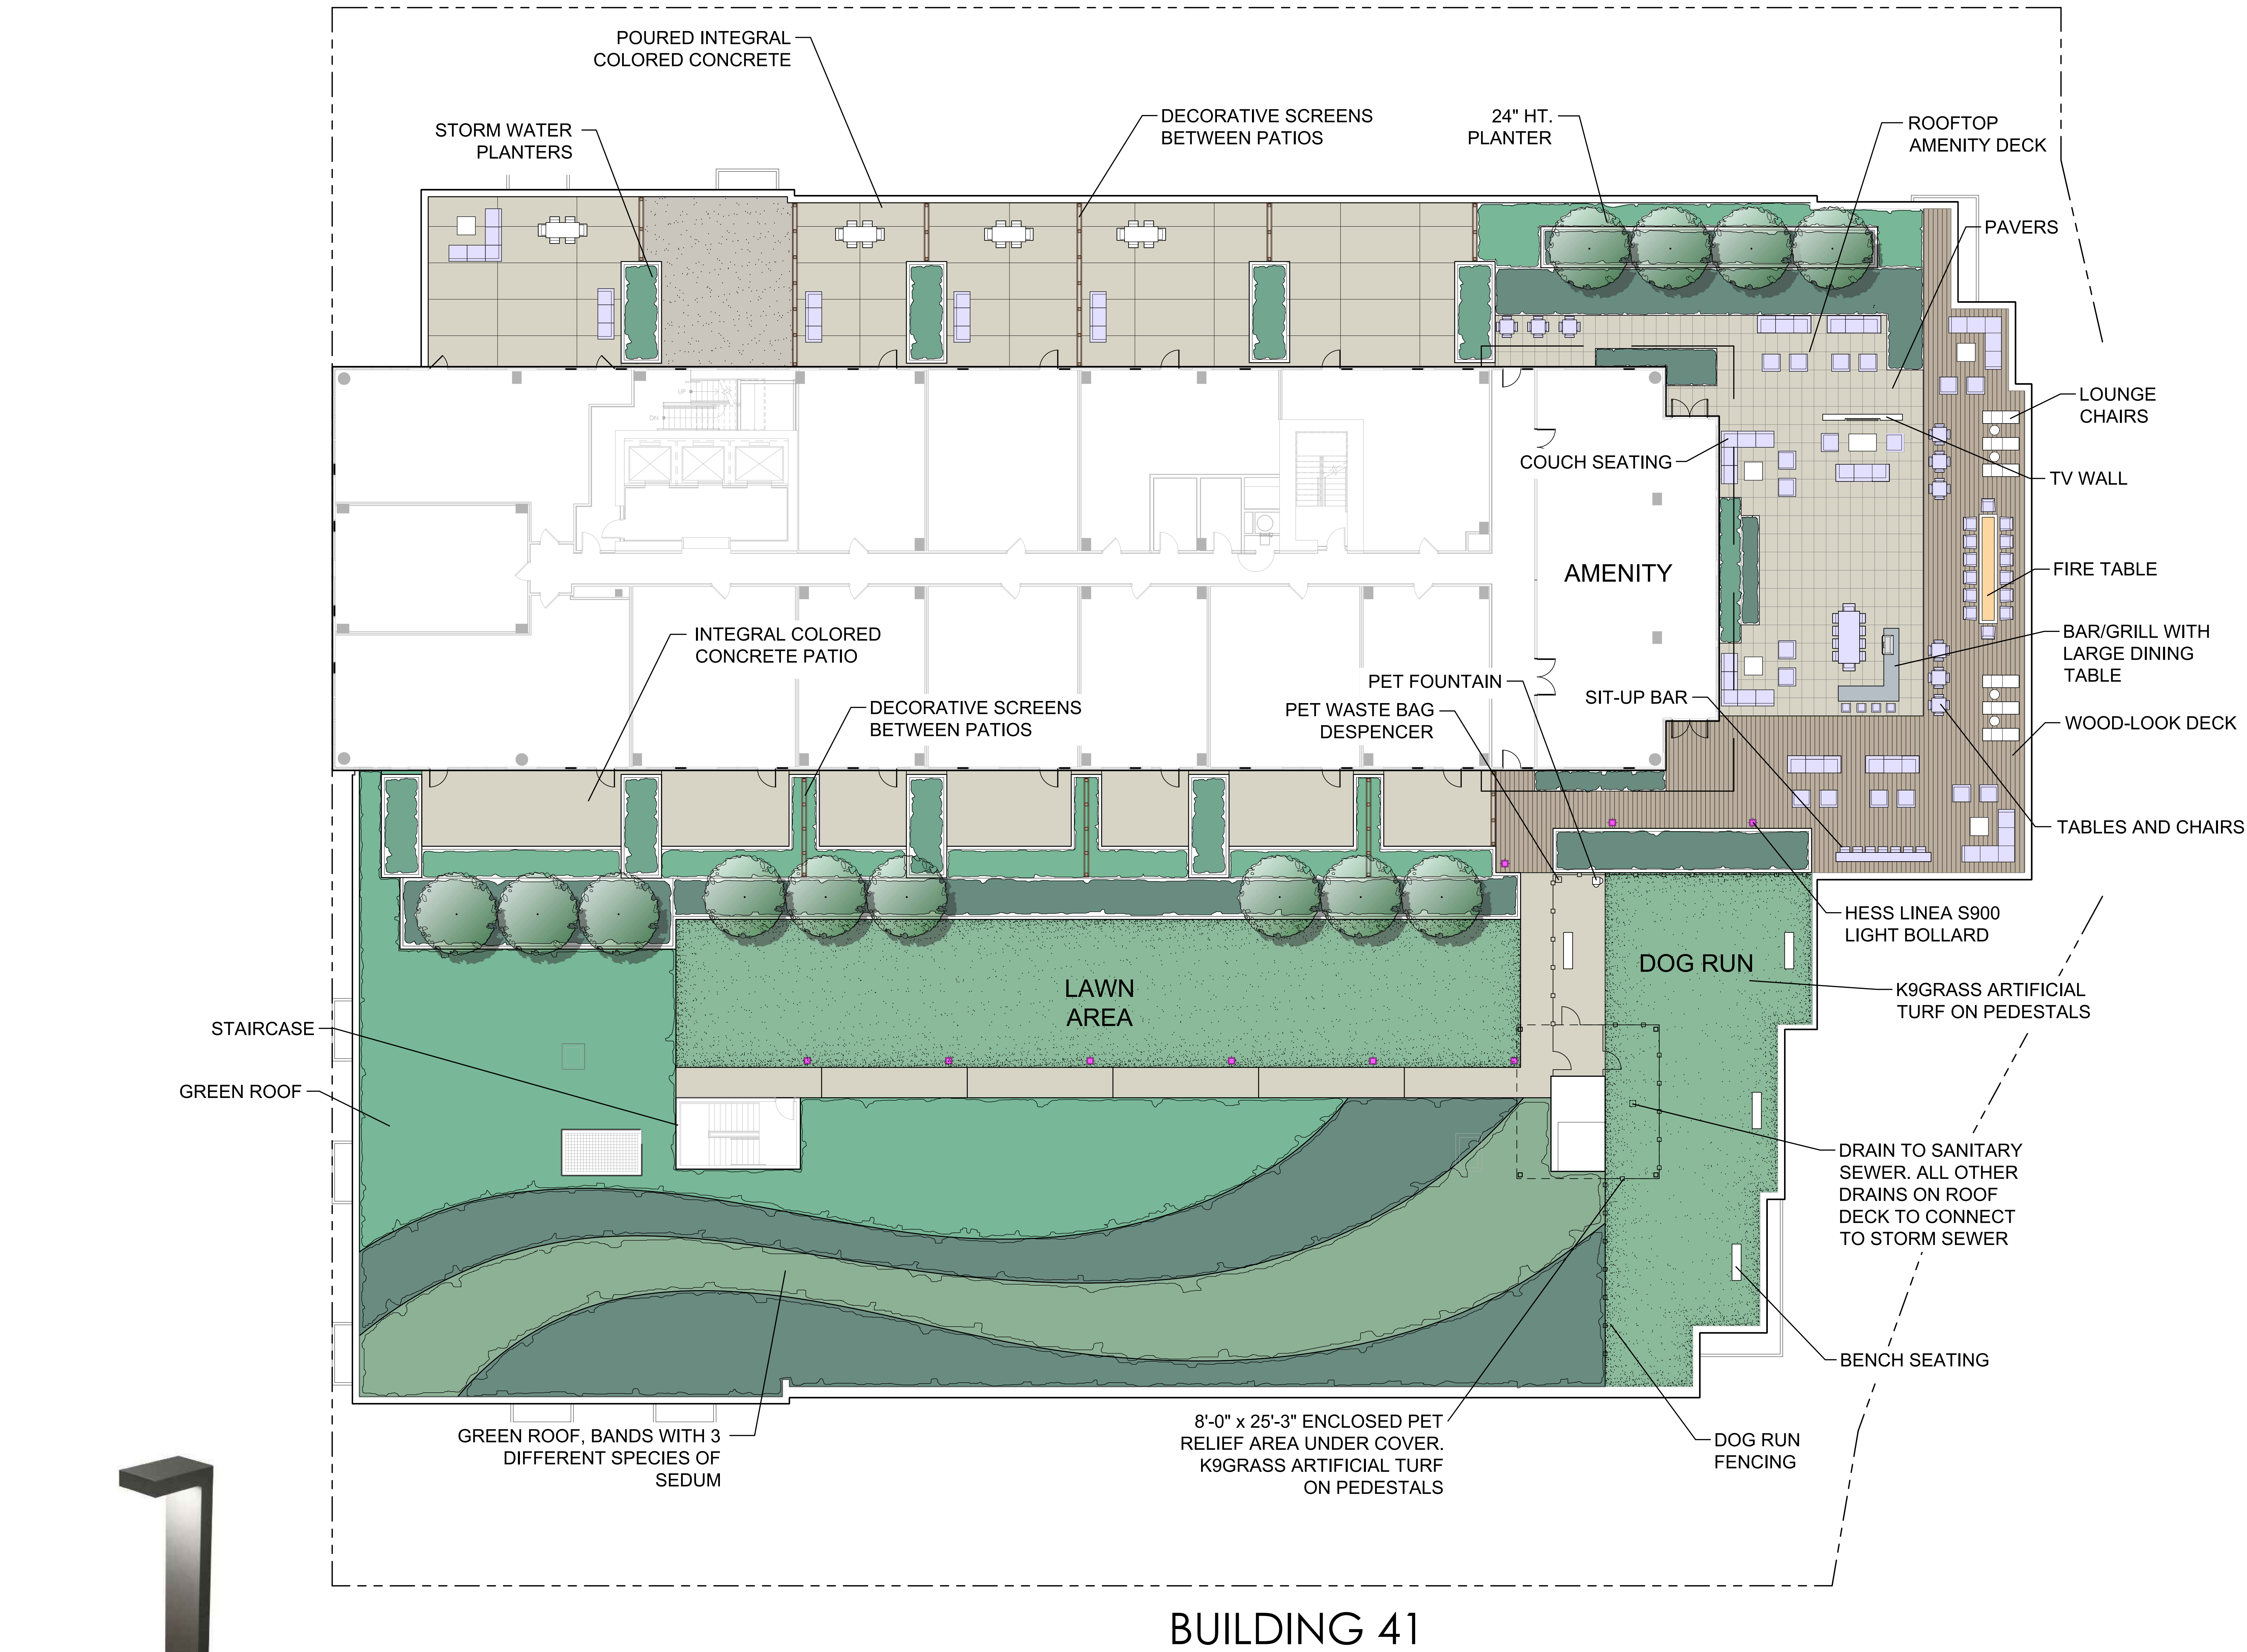 POURED INTEGRAL
COLORED CONCRETE
STORM WATER
PLANTERS
DECORATIVE SCREENS
BETWEEN PATIOS
24" HT.
PLANTER
ROOFTOP
AMENITY DECK
PAVERS
LOUNGE
CHAIRS
UP
DN
COUCH SEATING
TV WALL
AMENITY
FIRE TABLE
INTEGRAL COLORED
CONCRETE PATIO
BAR/GRILL WITH
LARGE DINING
TABLE
PET FOUNTAIN
SIT-UP BAR
PET WASTE BAG
DESPENCER
DECORATIVE SCREENS
BETWEEN PATIOS
WOOD-LOOK DECK
TABLES AND CHAIRS
HESS LINEA S900
LIGHT BOLLARD
DOG RUN
LAWN
AREA
K9GRASS ARTIFICIAL
TURF ON PEDESTALS
STAIRCASE
GREEN ROOF
DRAIN TO SANITARY
SEWER. ALL OTHER
DRAINS ON ROOF
DECK TO CONNECT
TO STORM SEWER
BENCH SEATING
GREEN ROOF, BANDS WITH 3
DIFFERENT SPECIES OF
SEDUM
8'-0" x 25'-3" ENCLOSED PET
RELIEF AREA UNDER COVER.
K9GRASS ARTIFICIAL TURF
ON PEDESTALS
DOG RUN
FENCING
BUILDING 41